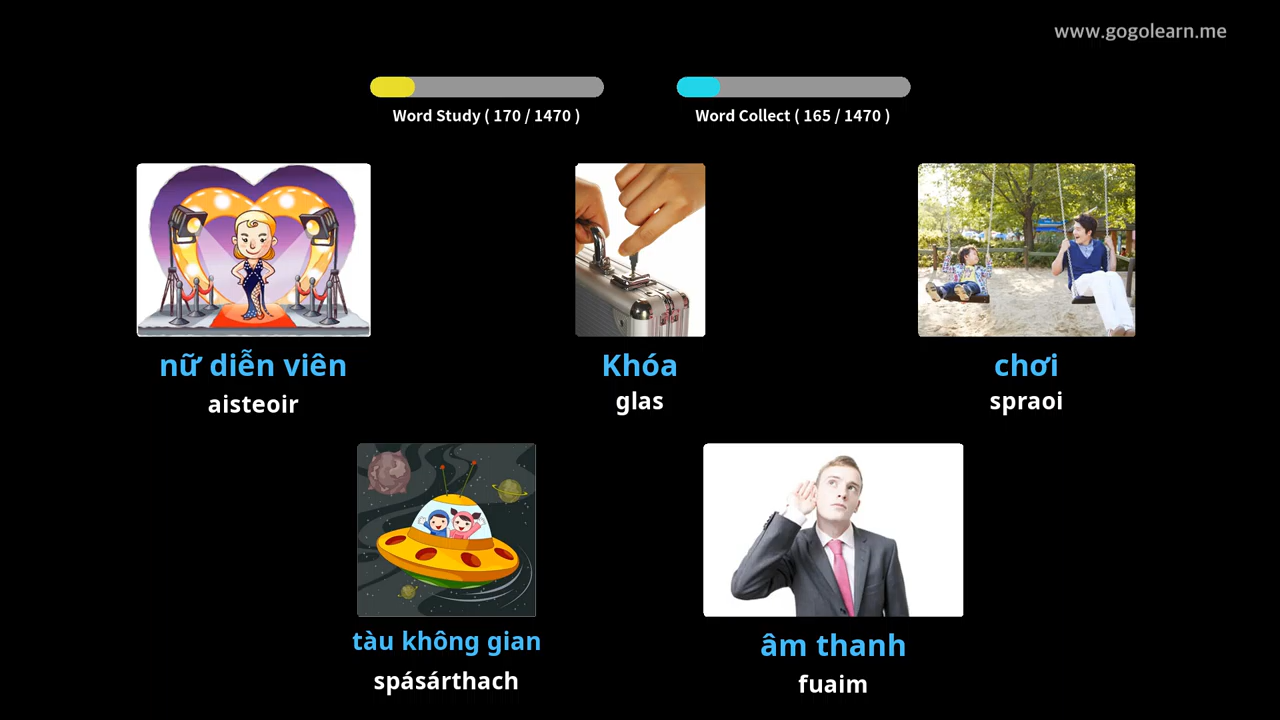 www.gogolearn.me
Word Study ( 170 / 1470 )
Word Collect ( 165 / 1470 )
nữ diễn viên
aisteoir
Khóa
glas
chơi
spraoi
tàu không gian
spásárthach
âm thanh
fuaim